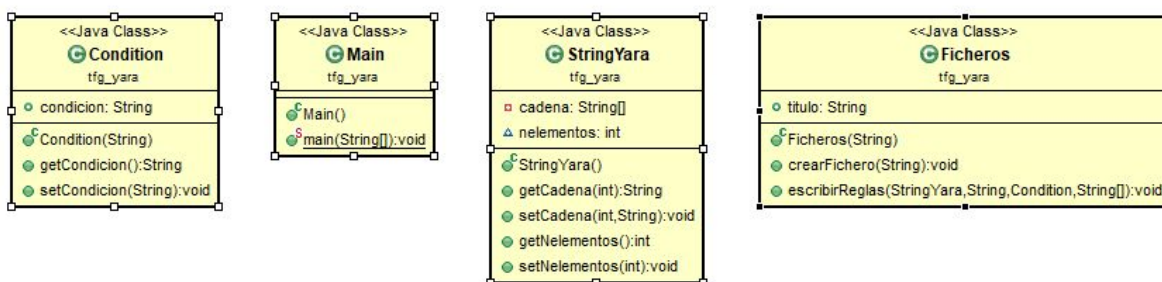 <<Java Class>>
Condition
tfg_yara
condicion: String
Condition(String)
getCondicion():String
setCondicion(String):void
<<Java Class>>
Main
tfg_yara
Main()
main(String[]):void
<<Java Class>>
StringYara
tfg_yara
cadena: String[]
nelementos: int
StringYara()
getCadena(int):String
setCadena(int,String):void
getNelementos():int
setNelementos(int):void
<<Java Class>>
Ficheros
tfg_yara
titulo: String
Ficheros(String)
crearFichero(String):void
escribirReglas(StringYara,String,Condition,String[]):void